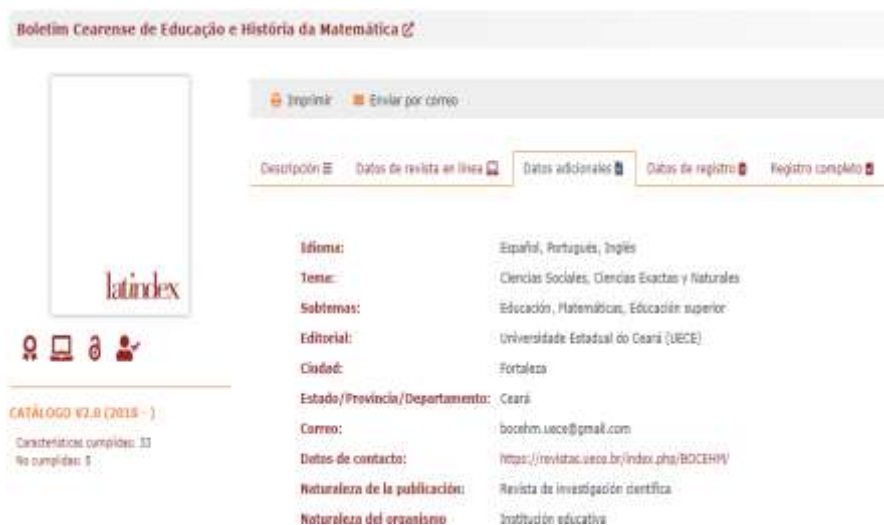 Boletim Cearense de Educação e História da Matemática
Imprimir Enviar por correo
Descripción Datos de revista en línea Datos adicionales Datos de registro Registro completo
latindex
CATÁLOGO V2.0 (2018 - )
Características cumplidas: 33
No cumplidas: 5
Idioma: Español, Portugués, Inglés
Tema: Ciencias Sociales, Ciencias Exactas y Naturales
Subtemas: Educación, Matemáticas, Educación superior
Editorial: Universidade Estadual do Ceará (UECE)
Ciudad: Fortaleza
Estado/Provincia/Departamento: Ceará
Correo: bocehm.uece@gmail.com
Datos de contacto: https://revistas.uece.br/index.php/BOCEHM/
Naturaleza de la publicación: Revista de investigación científica
Naturaleza del organismo Institución educativa